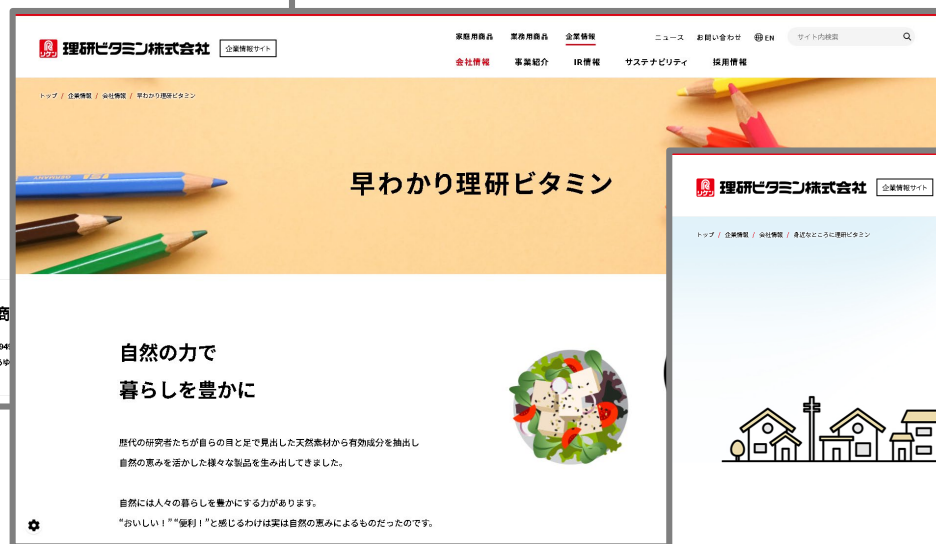 リケン 理研ビタミン株式会社 企業情報サイト
家庭用商品 業務用商品 企業情報 ニュース お問い合わせ EN サイト内検索
会社情報 事業紹介 IR情報 サステナビリティ 採用情報
トップ / 企業情報 / 会社情報 / 早わかり理研ビタミン
早わかり理研ビタミン
自然の力で
暮らしを豊かに
歴代の研究者たちが自らの目と足で見出した天然素材から有効成分を抽出し
自然の恵みを活かした様々な製品を生み出してきました。
自然には人々の暮らしを豊かにする力があります。
“おいしい！”“便利！”と感じるわけは実は自然の恵みによるものだったのです。
リケン 理研ビタミン株式会社 企業情報サイト
トップ / 企業情報 / 会社情報 / 身近なところに理研ビタミン
商